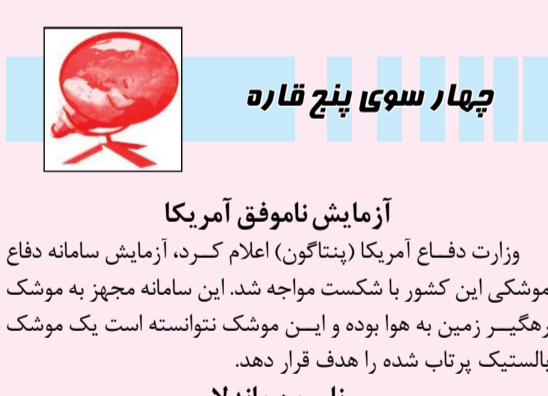 چهار سوی پنج قاره
آزمایش ناموفق آمریکا
وزارت دفاع آمریکا (پنتاگون) اعلام کرد، آزمایش سامانه دفاع
موشکی این کشور با شکست مواجه شد. این سامانه مجهز به موشک
رهگیر زمین به هوا بوده و این موشک نتوانسته است یک موشک
بالستیک پرتاب شده را هدف قرار دهد.